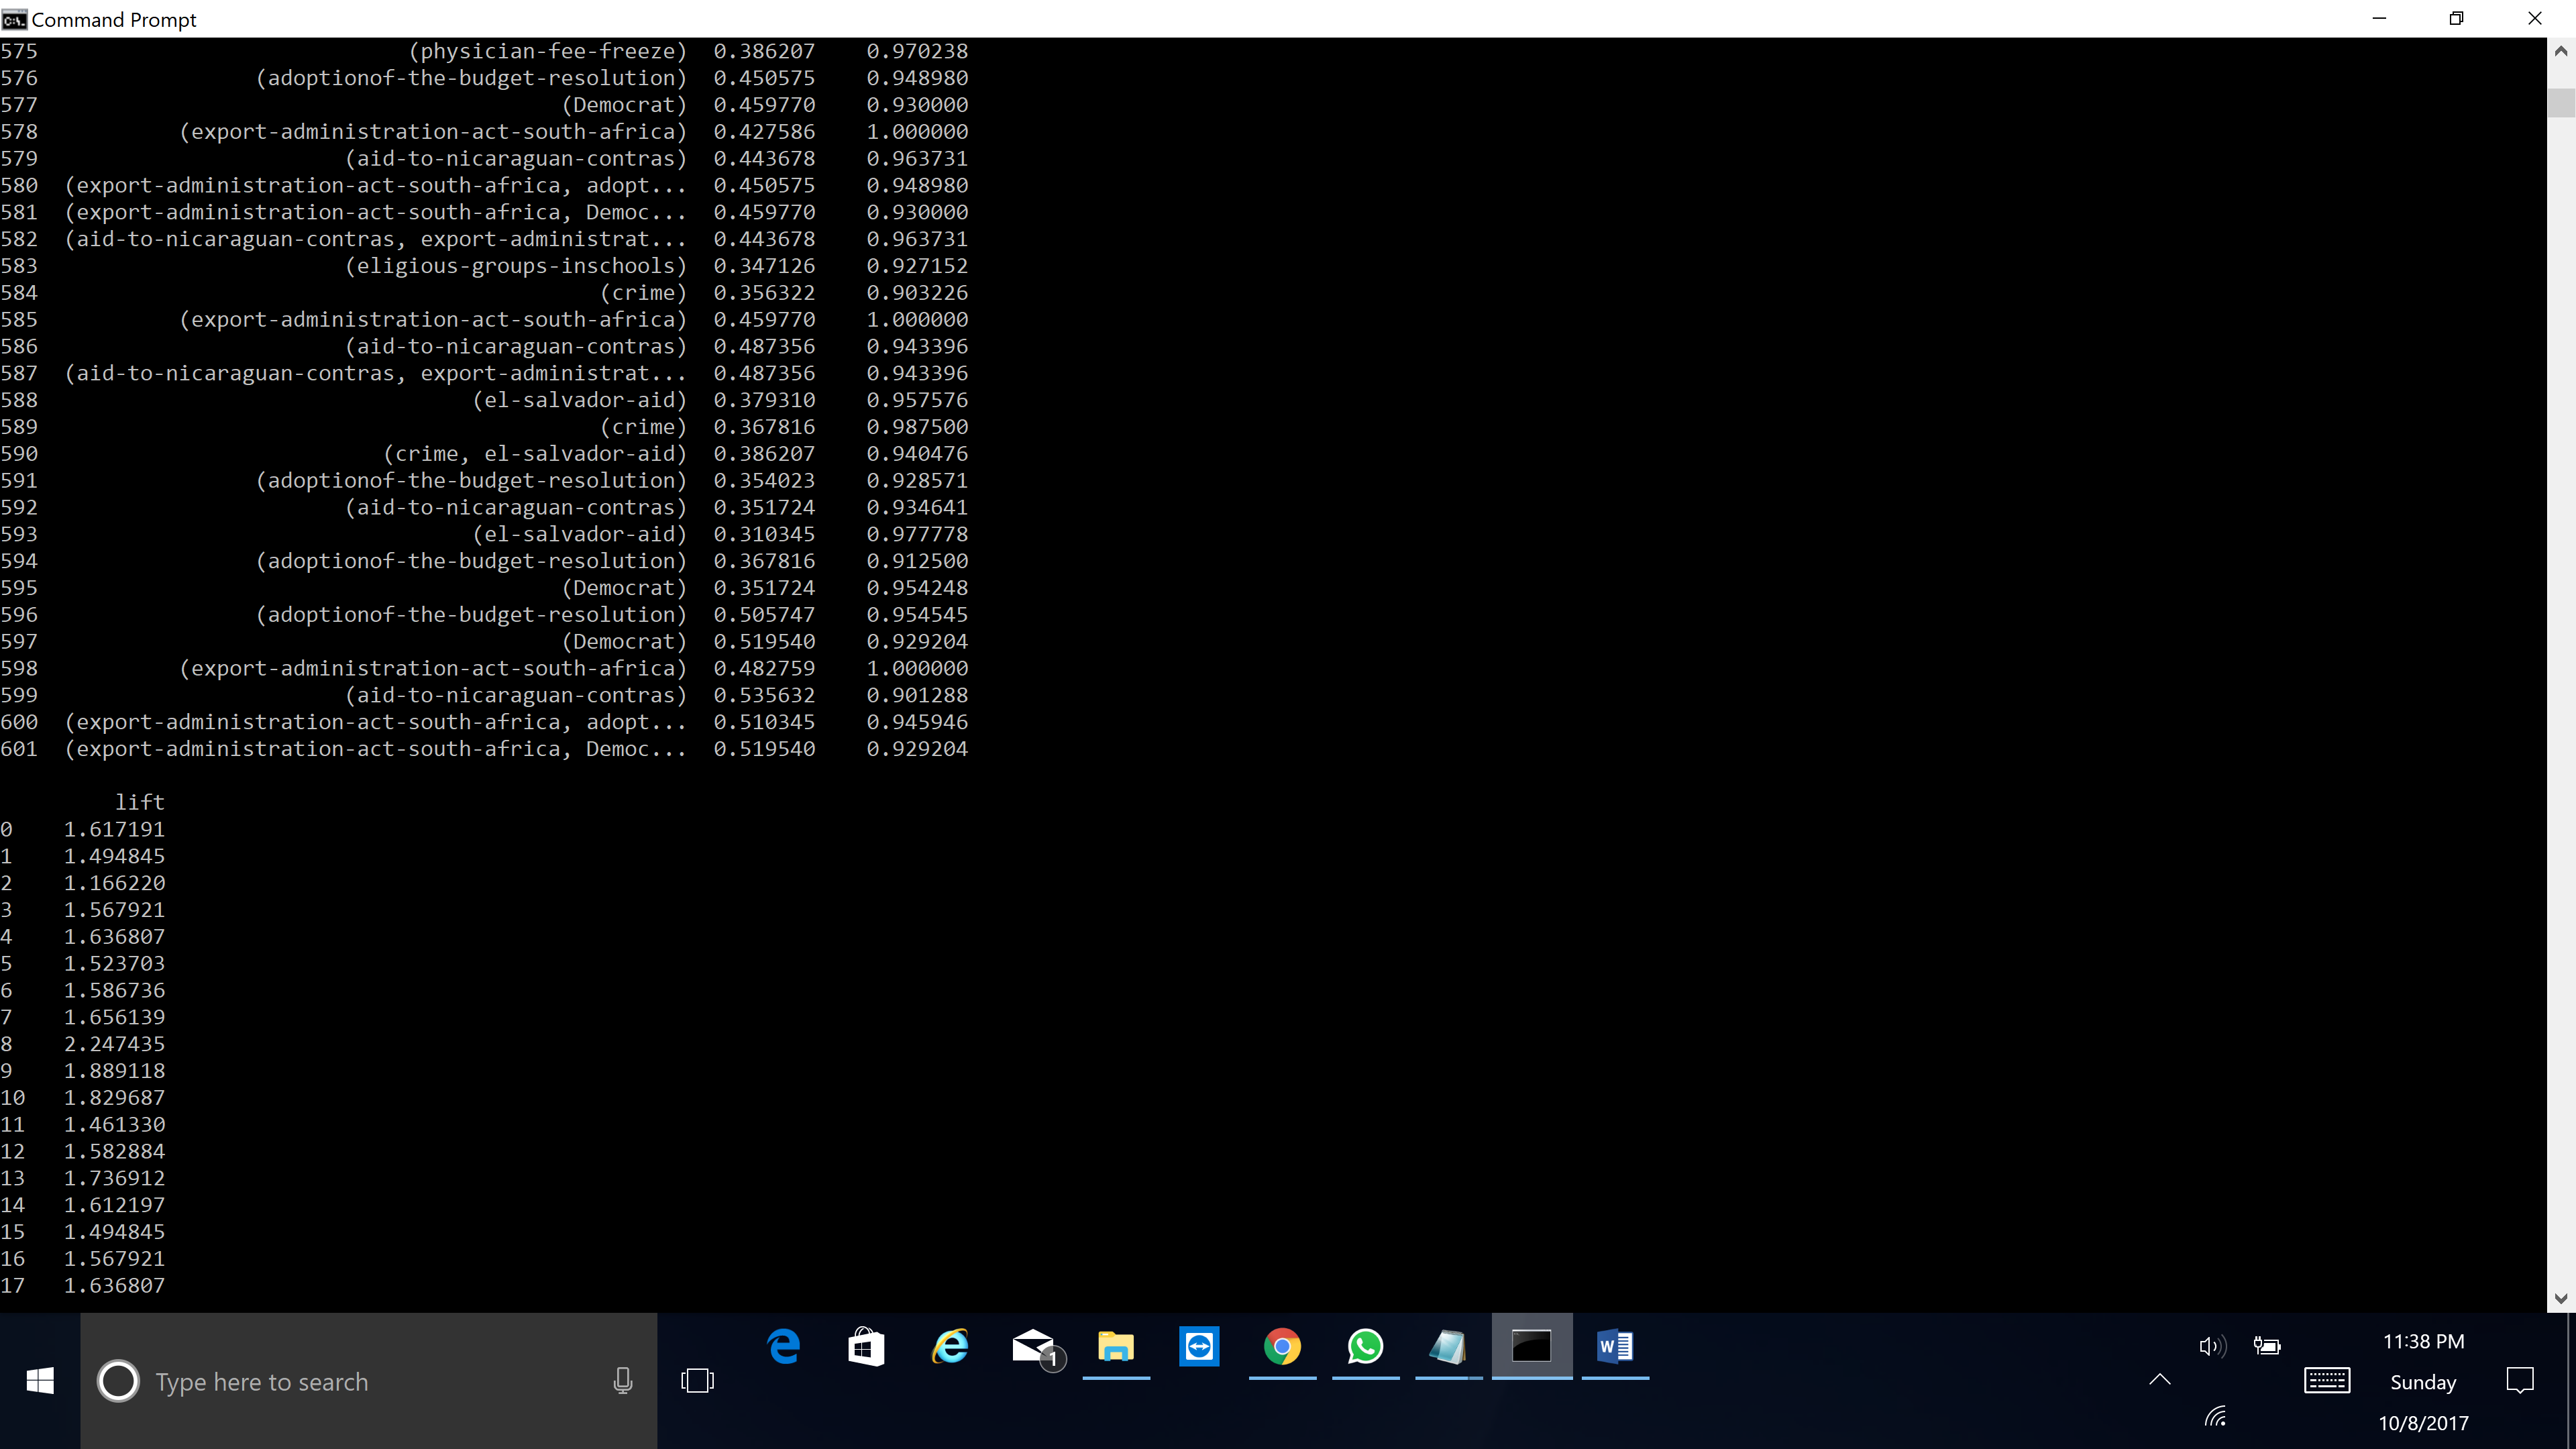 Command Prompt
575 (physician-fee-freeze) 0.386207 0.970238
576 (adoptionof-the-budget-resolution) 0.450575 0.948980
577 (Democrat) 0.459770 0.930000
578 (export-administration-act-south-africa) 0.427586 1.000000
579 (aid-to-nicaraguan-contras) 0.443678 0.963731
580 (export-administration-act-south-africa, adopt... 0.450575 0.948980
581 (export-administration-act-south-africa, Democ... 0.459770 0.930000
582 (aid-to-nicaraguan-contras, export-administrat... 0.443678 0.963731
583 (eligious-groups-inschools) 0.347126 0.927152
584 (crime) 0.356322 0.903226
585 (export-administration-act-south-africa) 0.459770 1.000000
586 (aid-to-nicaraguan-contras) 0.487356 0.943396
587 (aid-to-nicaraguan-contras, export-administrat... 0.487356 0.943396
588 (el-salvador-aid) 0.379310 0.957576
589 (crime) 0.367816 0.987500
590 (crime, el-salvador-aid) 0.386207 0.940476
591 (adoptionof-the-budget-resolution) 0.354023 0.928571
592 (aid-to-nicaraguan-contras) 0.351724 0.934641
593 (el-salvador-aid) 0.310345 0.977778
594 (adoptionof-the-budget-resolution) 0.367816 0.912500
595 (Democrat) 0.351724 0.954248
596 (adoptionof-the-budget-resolution) 0.505747 0.954545
597 (Democrat) 0.519540 0.929204
598 (export-administration-act-south-africa) 0.482759 1.000000
599 (aid-to-nicaraguan-contras) 0.535632 0.901288
600 (export-administration-act-south-africa, adopt... 0.510345 0.945946
601 (export-administration-act-south-africa, Democ... 0.519540 0.929204
lift
0 1.617191
1 1.494845
2 1.166220
3 1.567921
4 1.636807
5 1.523703
6 1.586736
7 1.656139
8 2.247435
9 1.889118
10 1.829687
11 1.461330
12 1.582884
13 1.736912
14 1.612197
15 1.494845
16 1.567921
17 1.636807
Type here to search
1
11:38 PM
Sunday
10/8/2017